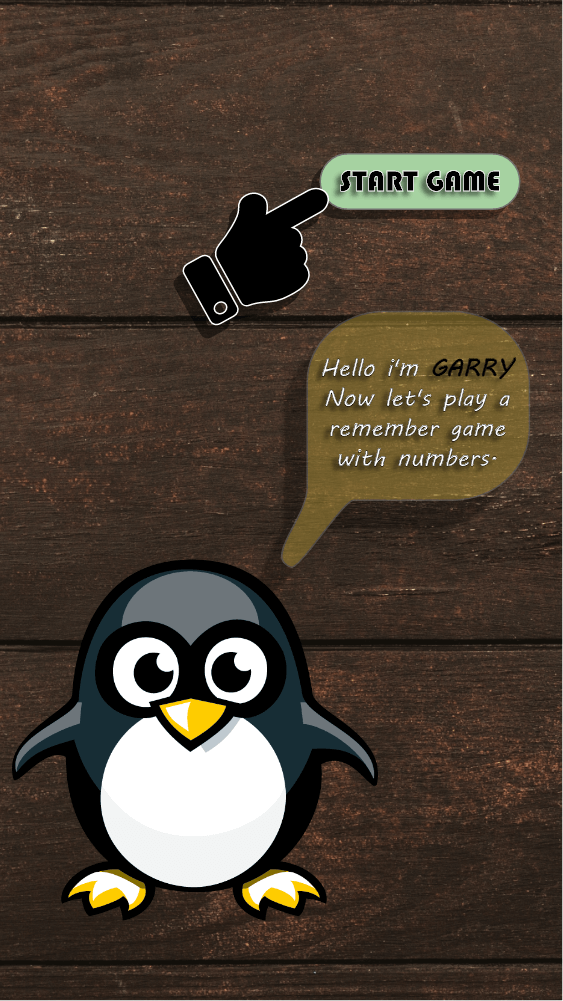 START GAME
Hello i'm GARRY
Now let's play a
remember game
with numbers.